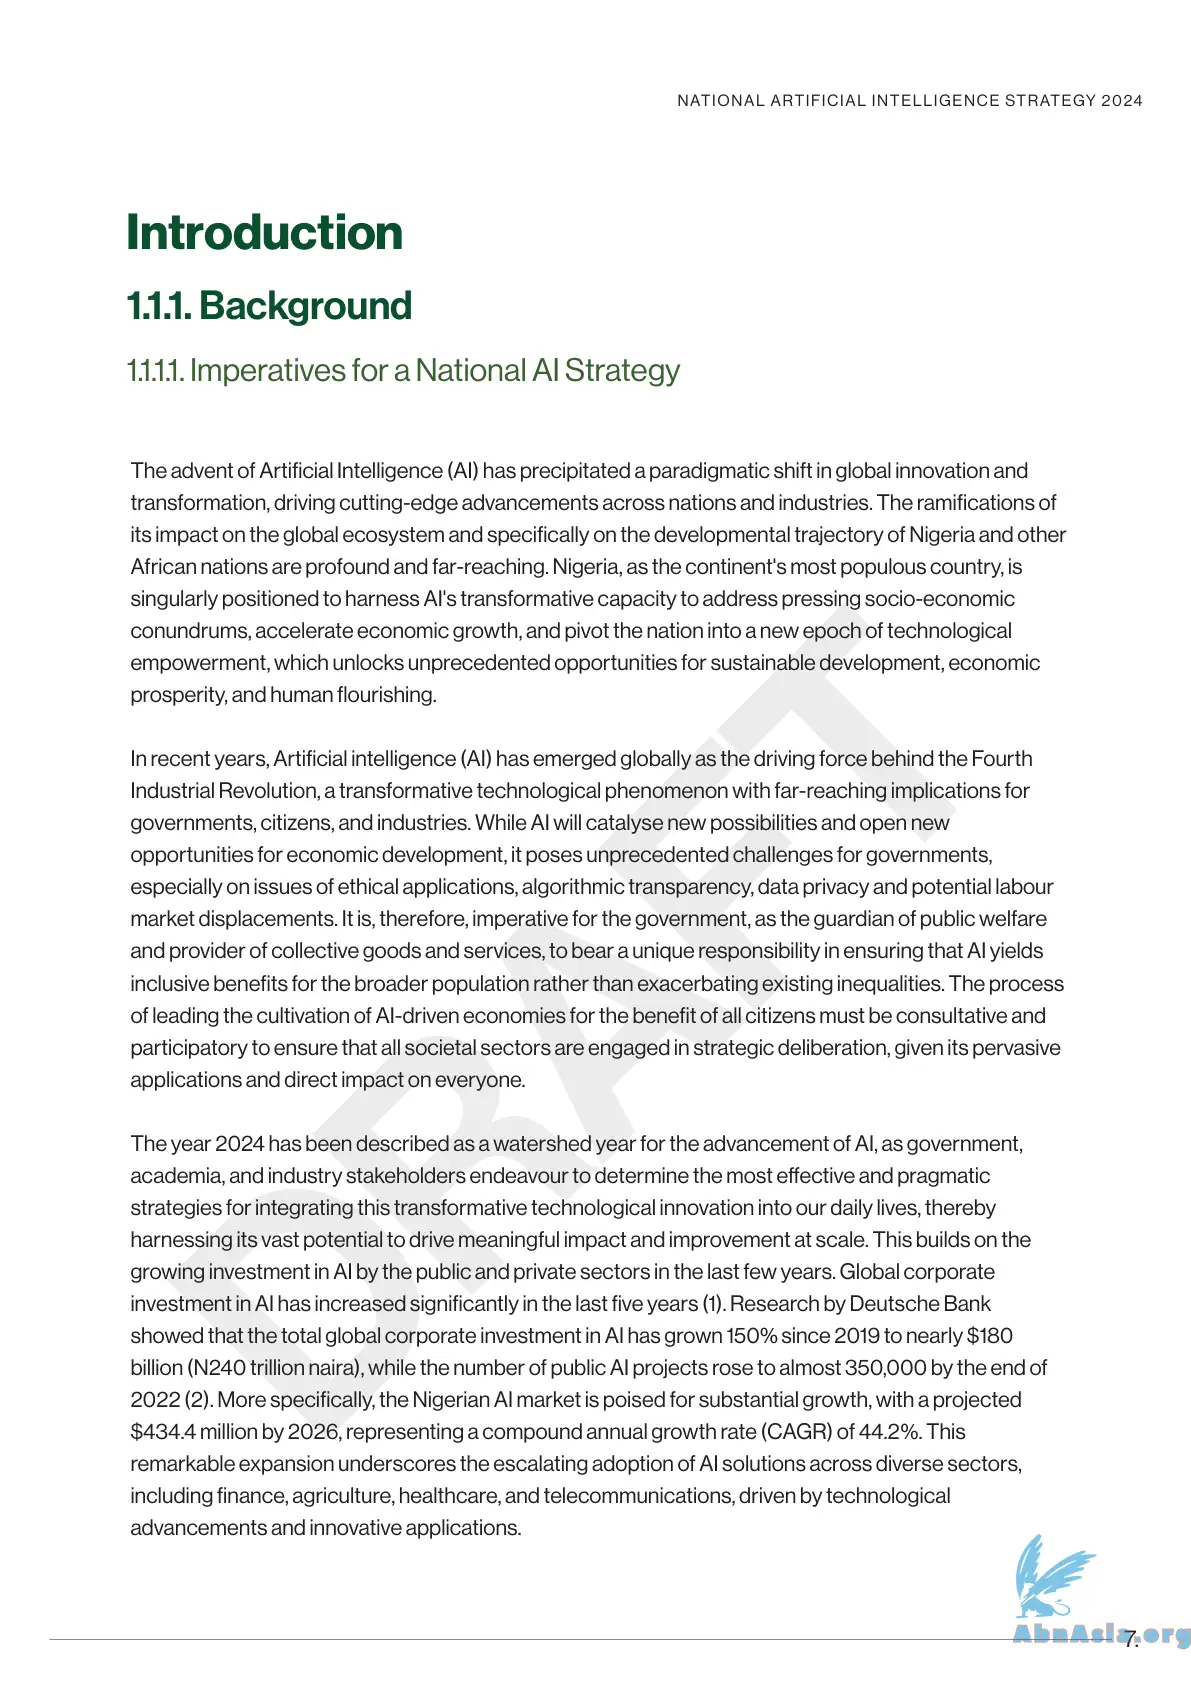 NATIONAL ARTIFICIAL INTELLIGENCE STRATEGY 2024
Introduction
1.1.1. Background
1.1.1.1. Imperatives for a National AI Strategy
The advent of Artificial Intelligence (AI) has precipitated a paradigmatic shift in global innovation and
transformation, driving cutting-edge advancements across nations and industries. The ramifications of
its impact on the global ecosystem and specifically on the developmental trajectory of Nigeria and other
African nations are profound and far-reaching. Nigeria, as the continent's most populous country, is
singularly positioned to harness AI's transformative capacity to address pressing socio-economic
conundrums, accelerate economic growth, and pivot the nation into a new epoch of technological
empowerment, which unlocks unprecedented opportunities for sustainable development, economic
prosperity, and human flourishing.
In recent years, Artificial intelligence (AI) has emerged globally as the driving force behind the Fourth
Industrial Revolution, a transformative technological phenomenon with far-reaching implications for
governments, citizens, and industries. While AI will catalyse new possibilities and open new
opportunities for economic development, it poses unprecedented challenges for governments,
especially on issues of ethical applications, algorithmic transparency, data privacy and potential labour
market displacements. It is, therefore, imperative for the government, as the guardian of public welfare
and provider of collective goods and services, to bear a unique responsibility in ensuring that AI yields
inclusive benefits for the broader population rather than exacerbating existing inequalities. The process
of leading the cultivation of AI-driven economies for the benefit of all citizens must be consultative and
participatory to ensure that all societal sectors are engaged in strategic deliberation, given its pervasive
applications and direct impact on everyone.
The year 2024 has been described as a watershed year for the advancement of AI, as government,
academia, and industry stakeholders endeavour to determine the most effective and pragmatic
strategies for integrating this transformative technological innovation into our daily lives, thereby
harnessing its vast potential to drive meaningful impact and improvement at scale. This builds on the
growing investment in AI by the public and private sectors in the last few years. Global corporate
investment in AI has increased significantly in the last five years (1). Research by Deutsche Bank
showed that the total global corporate investment in AI has grown 150% since 2019 to nearly $180
billion (N240 trillion naira), while the number of public AI projects rose to almost 350,000 by the end of
2022 (2). More specifically, the Nigerian AI market is poised for substantial growth, with a projected
$434.4 million by 2026, representing a compound annual growth rate (CAGR) of 44.2%. This
remarkable expansion underscores the escalating adoption of AI solutions across diverse sectors,
including finance, agriculture, healthcare, and telecommunications, driven by technological
advancements and innovative applications.
DRAFT
AbnAsia.org
7.